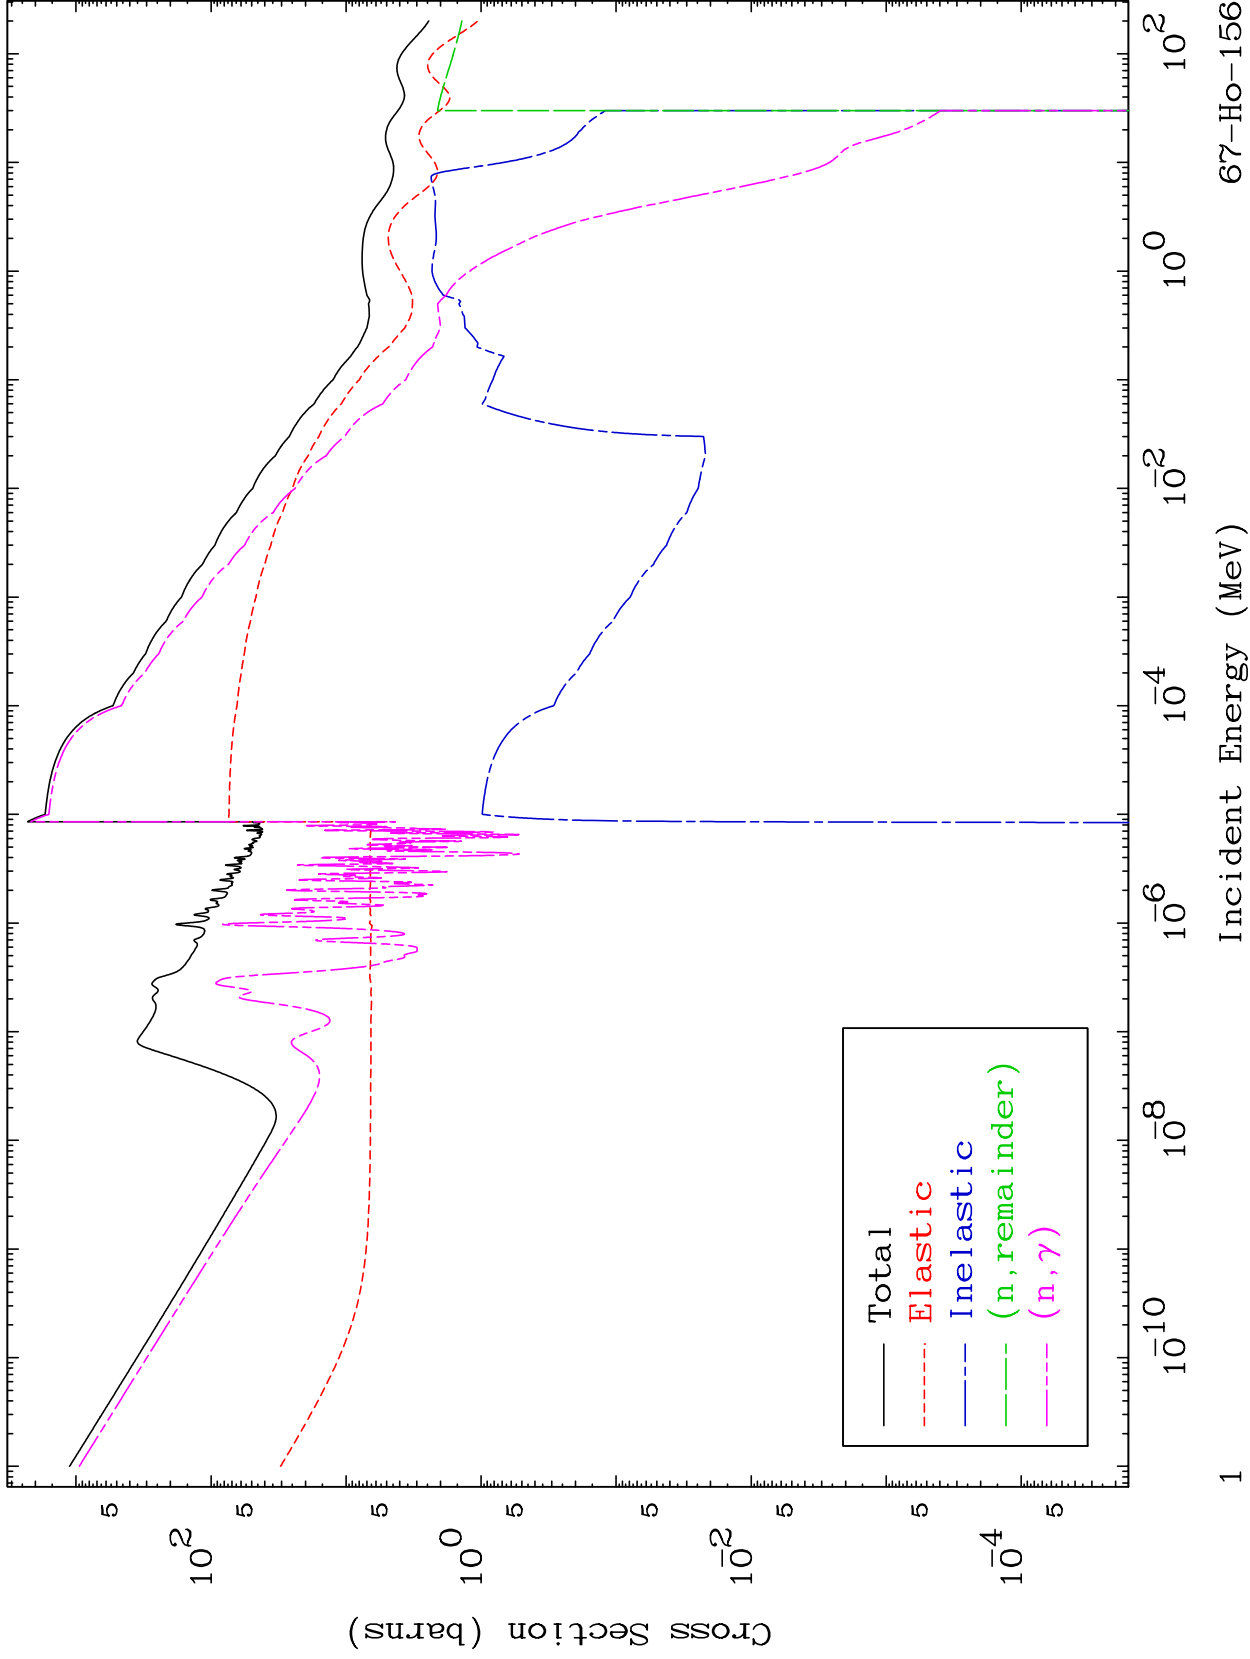 Cross Section (barns)
5
10^2
5
5
10^0
5
5
10^-2
5
5
10^-4
5
Total
Elastic
Inelastic
(n,remainder)
(n,γ)
10^-10
10^-8
10^-6
10^-4
10^-2
10^0
10^2
Incident Energy (MeV)
1
67-Ho-156